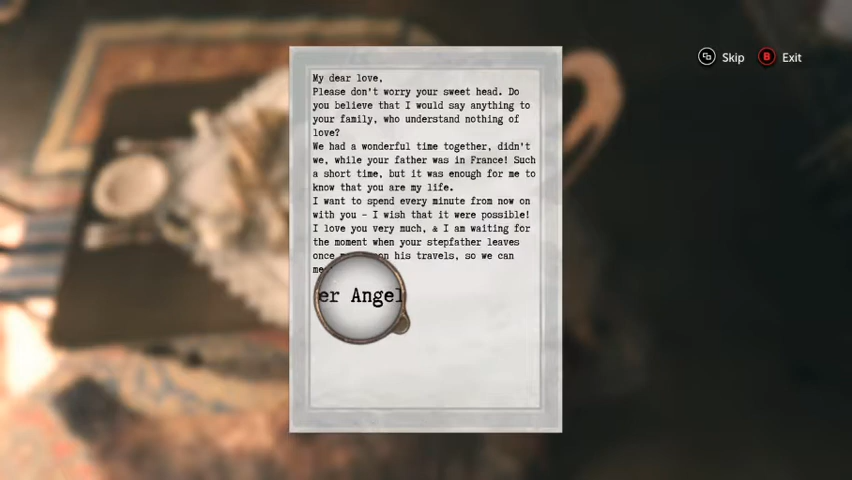 Skip
B Exit
My dear love,
Please don't worry your sweet head. Do
you believe that I would say anything to
your family, who understand nothing of
love?
We had a wonderful time together, didn't
we, while your father was in France! Such
a short time, but it was enough for me to
know that you are my life.
I want to spend every minute from now on
with you - I wish that it were possible!
I love you very much, & I am waiting for
the moment when your stepfather leaves
once on his travels, so we can
er Angel